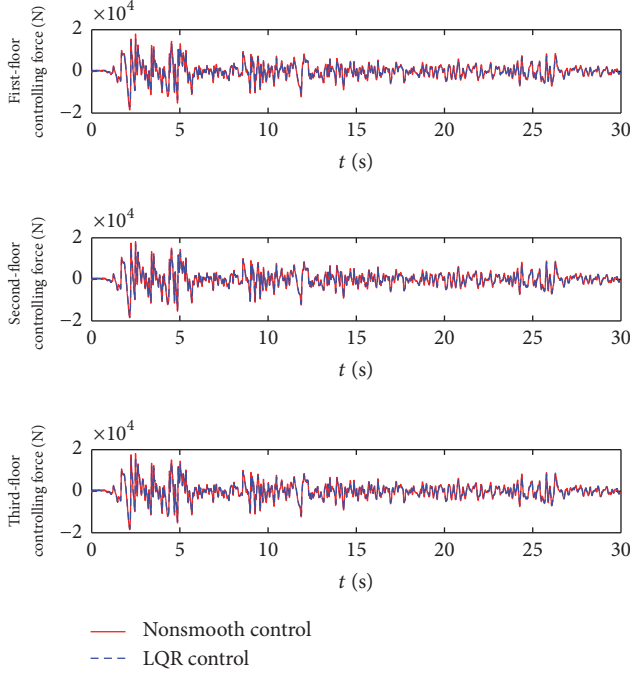 First-floor
controlling force (N)
×10⁴
2
0
−2
0 5 10 15 20 25 30
t (s)
Second-floor
controlling force (N)
×10⁴
2
0
−2
0 5 10 15 20 25 30
t (s)
Third-floor
controlling force (N)
×10⁴
2
0
−2
0 5 10 15 20 25 30
t (s)
Nonsmooth control
LQR control